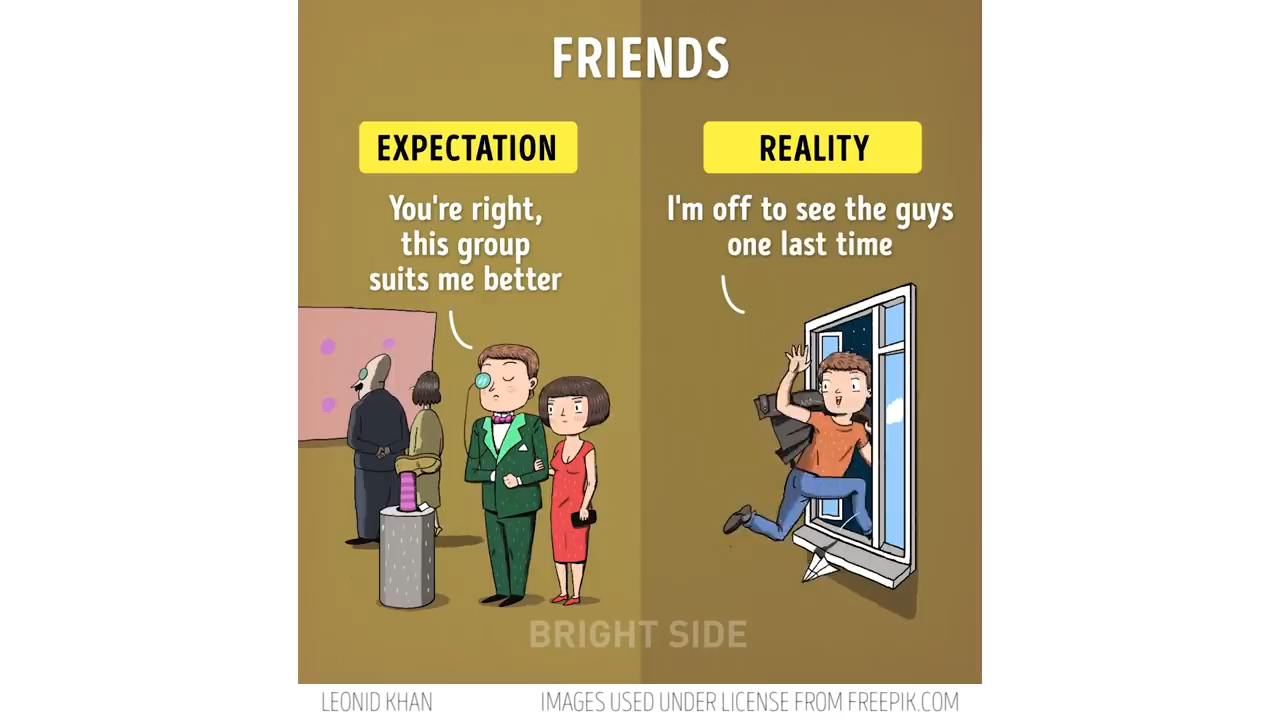 FRIENDS
EXPECTATION
You're right,
this group
suits me better
REALITY
I'm off to see the guys
one last time
BRIGHT SIDE
LEONID KHAN
IMAGES USED UNDER LICENSE FROM FREEPIK.COM